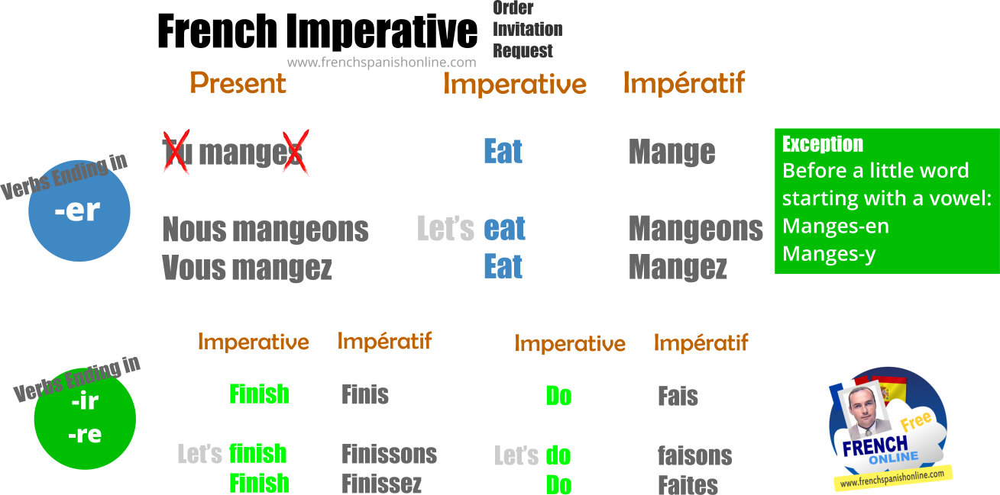 French Imperative
Order
Invitation
Request
www.frenchspanishonline.com
Present Imperative Impératif
Verbs Ending in
-er
Tu manges Eat Mange
Nous mangeons Let's eat Mangeons
Vous mangez Eat Mangez
Exception
Before a little word
starting with a vowel:
Manges-en
Manges-y
Imperative Impératif Imperative Impératif
Verbs Ending in
-ir
-re
Finish Finis Do Fais
Let's finish Finissons Let's do faisons
Finish Finissez Do Faites
Free
FRENCH
ONLINE
www.frenchspanishonline.com